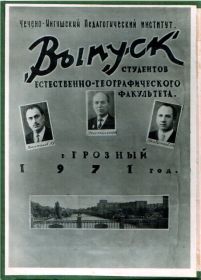 Чечено-Ингушский Педагогический институт.
„Выпуск"
студентов
естественно-географического
факультета.
г Грозный
1971 год.